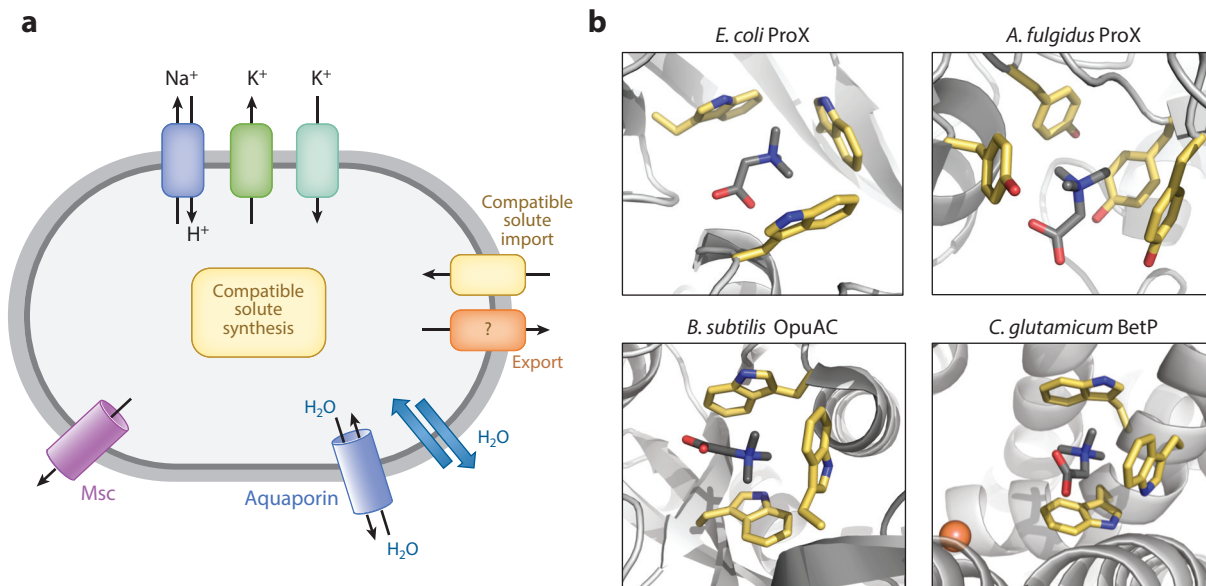 a
Na⁺
K⁺
K⁺
H⁺
Compatible
solute
import
Compatible
solute
synthesis
?
Export
H₂O
H₂O
Msc
Aquaporin
H₂O
b
E. coli ProX
A. fulgidus ProX
B. subtilis OpuAC
C. glutamicum BetP